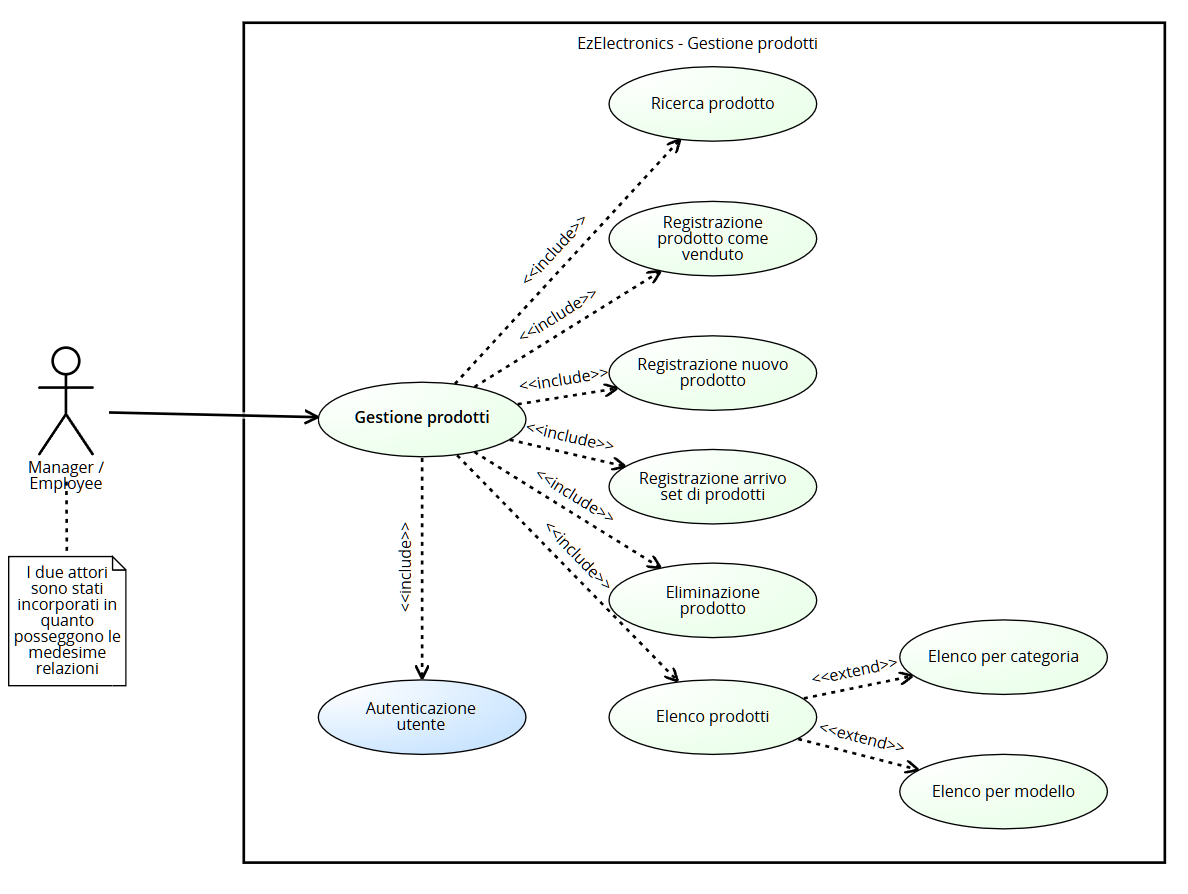 EzElectronics - Gestione prodotti
Ricerca prodotto
<<include>>
Registrazione
prodotto come
venduto
<<include>>
Registrazione nuovo
prodotto
<<include>>
Gestione prodotti
<<include>>
Registrazione arrivo
set di prodotti
Manager /
Employee
<<include>>
<<include>>
<<include>>
I due attori
sono stati
incorporati in
quanto
posseggono le
medesime
relazioni
Eliminazione
prodotto
Elenco per categoria
<<extend>>
Autenticazione
utente
Elenco prodotti
<<extend>>
Elenco per modello